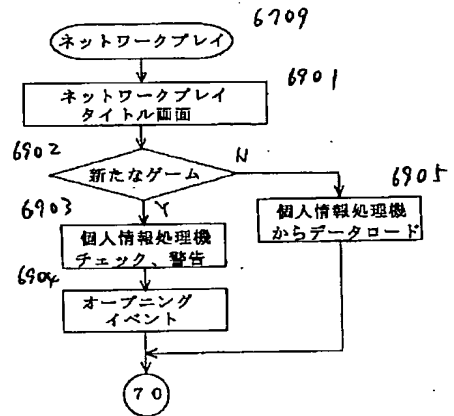 6709
ネットワークプレイ
6901
ネットワークプレイ
タイトル画面
6902
新たなゲーム
N
Y
6903
個人情報処理機
チェック、警告
6905
個人情報処理機
からデータロード
6904
オープニング
イベント
70